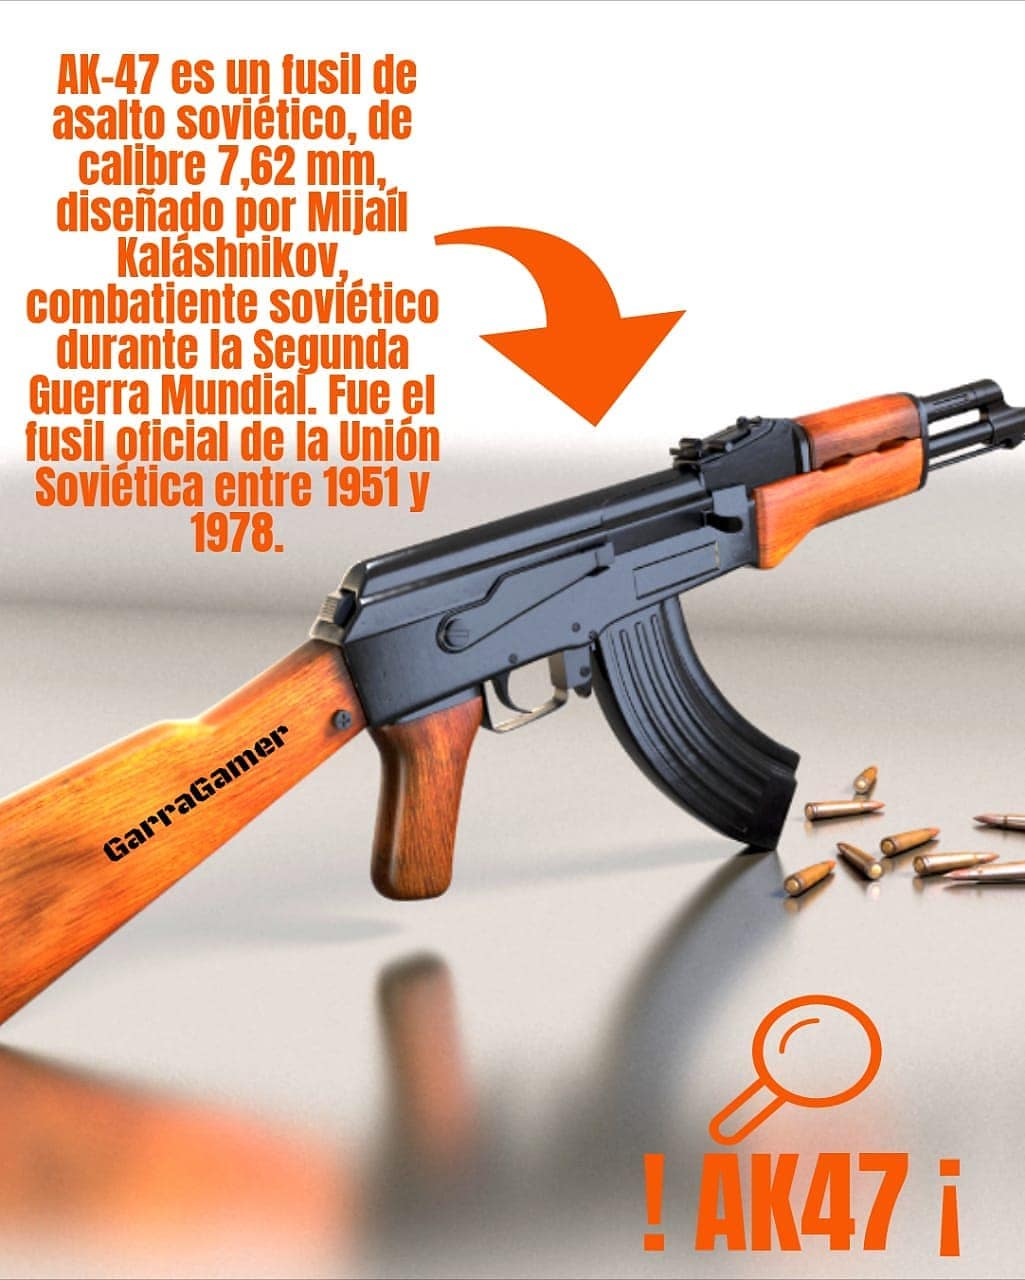 AK-47 es un fusil de
asalto soviético, de
calibre 7,62 mm,
diseñado por Mijaíl
Kaláshnikov,
combatiente soviético
durante la Segunda
Guerra Mundial. Fue el
fusil oficial de la Unión
Soviética entre 1951 y
1978.
GarraGamer
! AK47 ¡